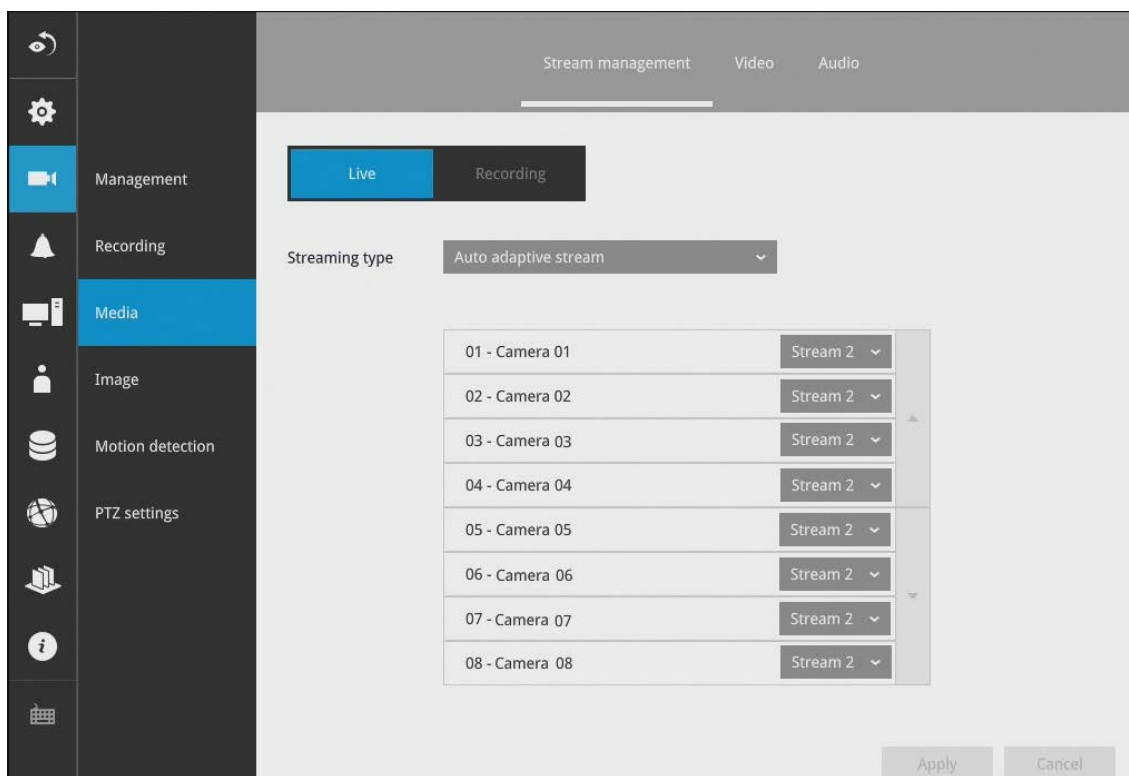 Stream management Video Audio
Management
Recording
Media
Image
Motion detection
PTZ settings
Live Recording
Streaming type Auto adaptive stream
01 - Camera 01 Stream 2
02 - Camera 02 Stream 2
03 - Camera 03 Stream 2
04 - Camera 04 Stream 2
05 - Camera 05 Stream 2
06 - Camera 06 Stream 2
07 - Camera 07 Stream 2
08 - Camera 08 Stream 2
Apply Cancel